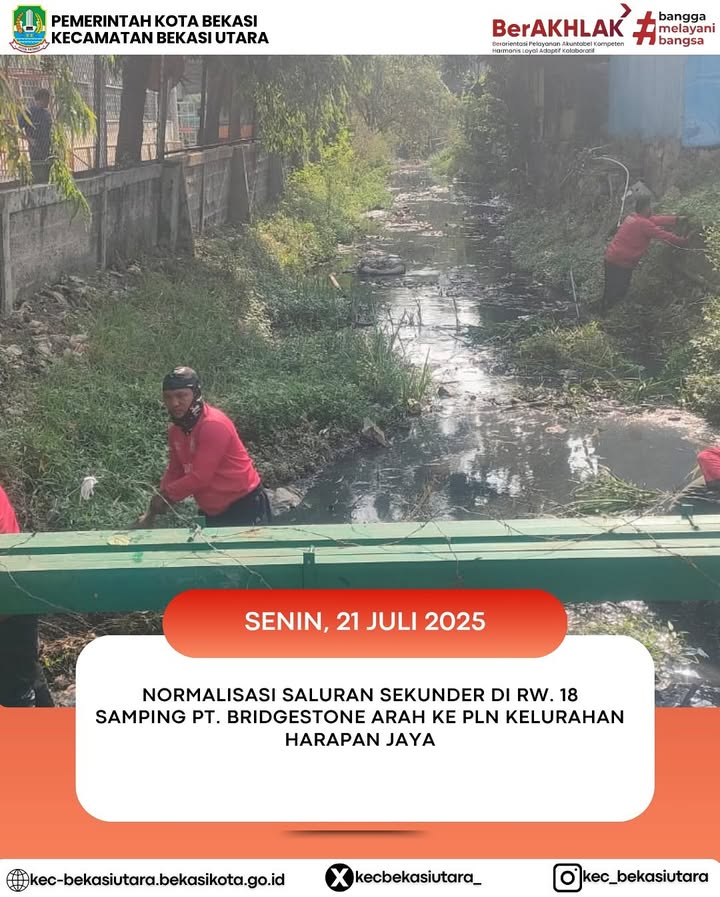 PEMERINTAH KOTA BEKASI
KECAMATAN BEKASI UTARA
BerAKHLAK
Berorientasi Pelayanan Akuntabel Kompeten
Harmonis Loyal Adaptif Kolaboratif
#bangga
melayani
bangsa
SENIN, 21 JULI 2025
NORMALISASI SALURAN SEKUNDER DI RW. 18
SAMPING PT. BRIDGESTONE ARAH KE PLN KELURAHAN
HARAPAN JAYA
kec-bekasiutara.bekasikota.go.id
kecbekasiutara_
kec_bekasiutara